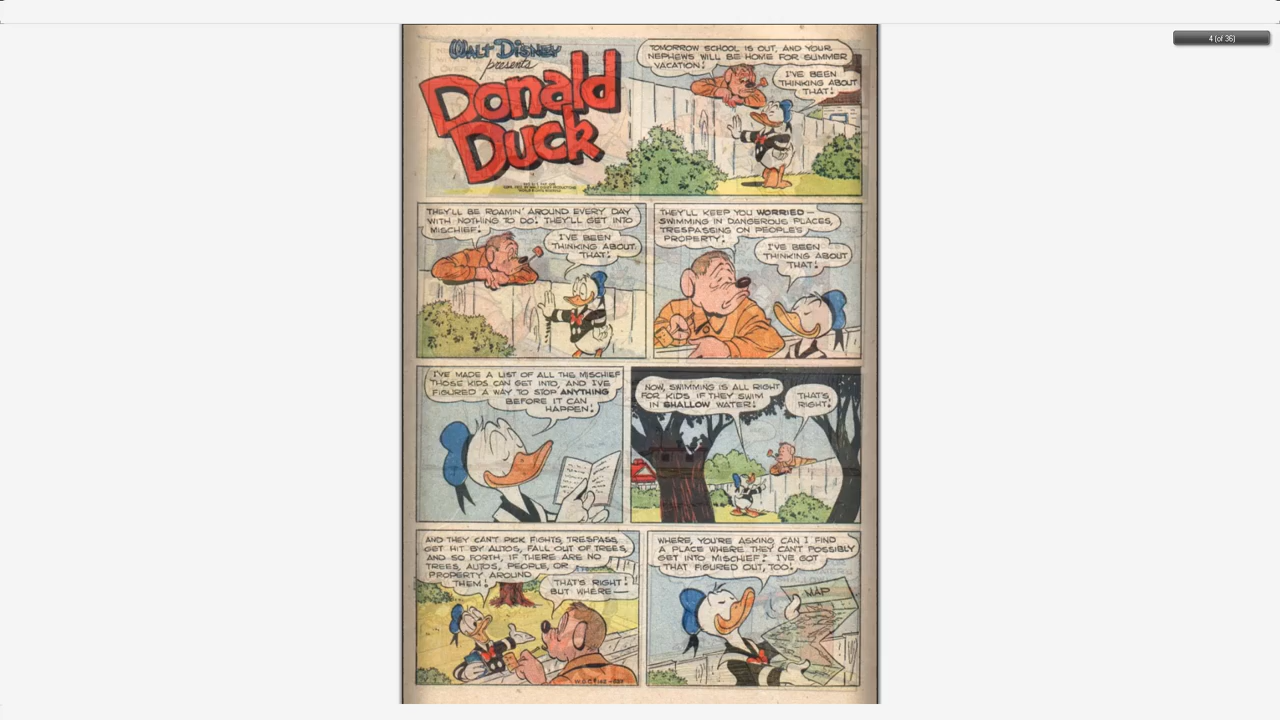 4 (of 36)
WALT DISNEY
presents
Donald
Duck
TOMORROW SCHOOL IS OUT, AND YOUR
NEPHEWS WILL BE HOME FOR SUMMER
VACATION!
I'VE BEEN
THINKING ABOUT
THAT!
THEY'LL BE ROAMIN' AROUND EVERY DAY
WITH NOTHING TO DO! THEY'LL GET INTO
MISCHIEF!
I'VE BEEN
THINKING ABOUT
THAT!
THEY'LL KEEP YOU WORRIED —
SWIMMING IN DANGEROUS PLACES,
TRESPASSING ON PEOPLE'S
PROPERTY!
I'VE BEEN
THINKING ABOUT
THAT!
I'VE MADE A LIST OF ALL THE MISCHIEF
THOSE KIDS CAN GET INTO, AND I'VE
FIGURED A WAY TO STOP ANYTHING
BEFORE IT CAN
HAPPEN!
NOW, SWIMMING IS ALL RIGHT
FOR KIDS IF THEY SWIM
IN SHALLOW WATER!
THAT'S
RIGHT!
AND THEY CAN'T PICK FIGHTS, TRESPASS,
GET HIT BY AUTOS, FALL OUT OF TREES,
AND SO FORTH, IF THERE ARE NO
TREES, AUTOS, PEOPLE, OR
PROPERTY AROUND
THEM!
THAT'S RIGHT!
BUT WHERE —
WHERE, YOU'RE ASKING, CAN I FIND
A PLACE WHERE THEY CAN'T POSSIBLY
GET INTO MISCHIEF? I'VE GOT
THAT FIGURED OUT, TOO!
MAP